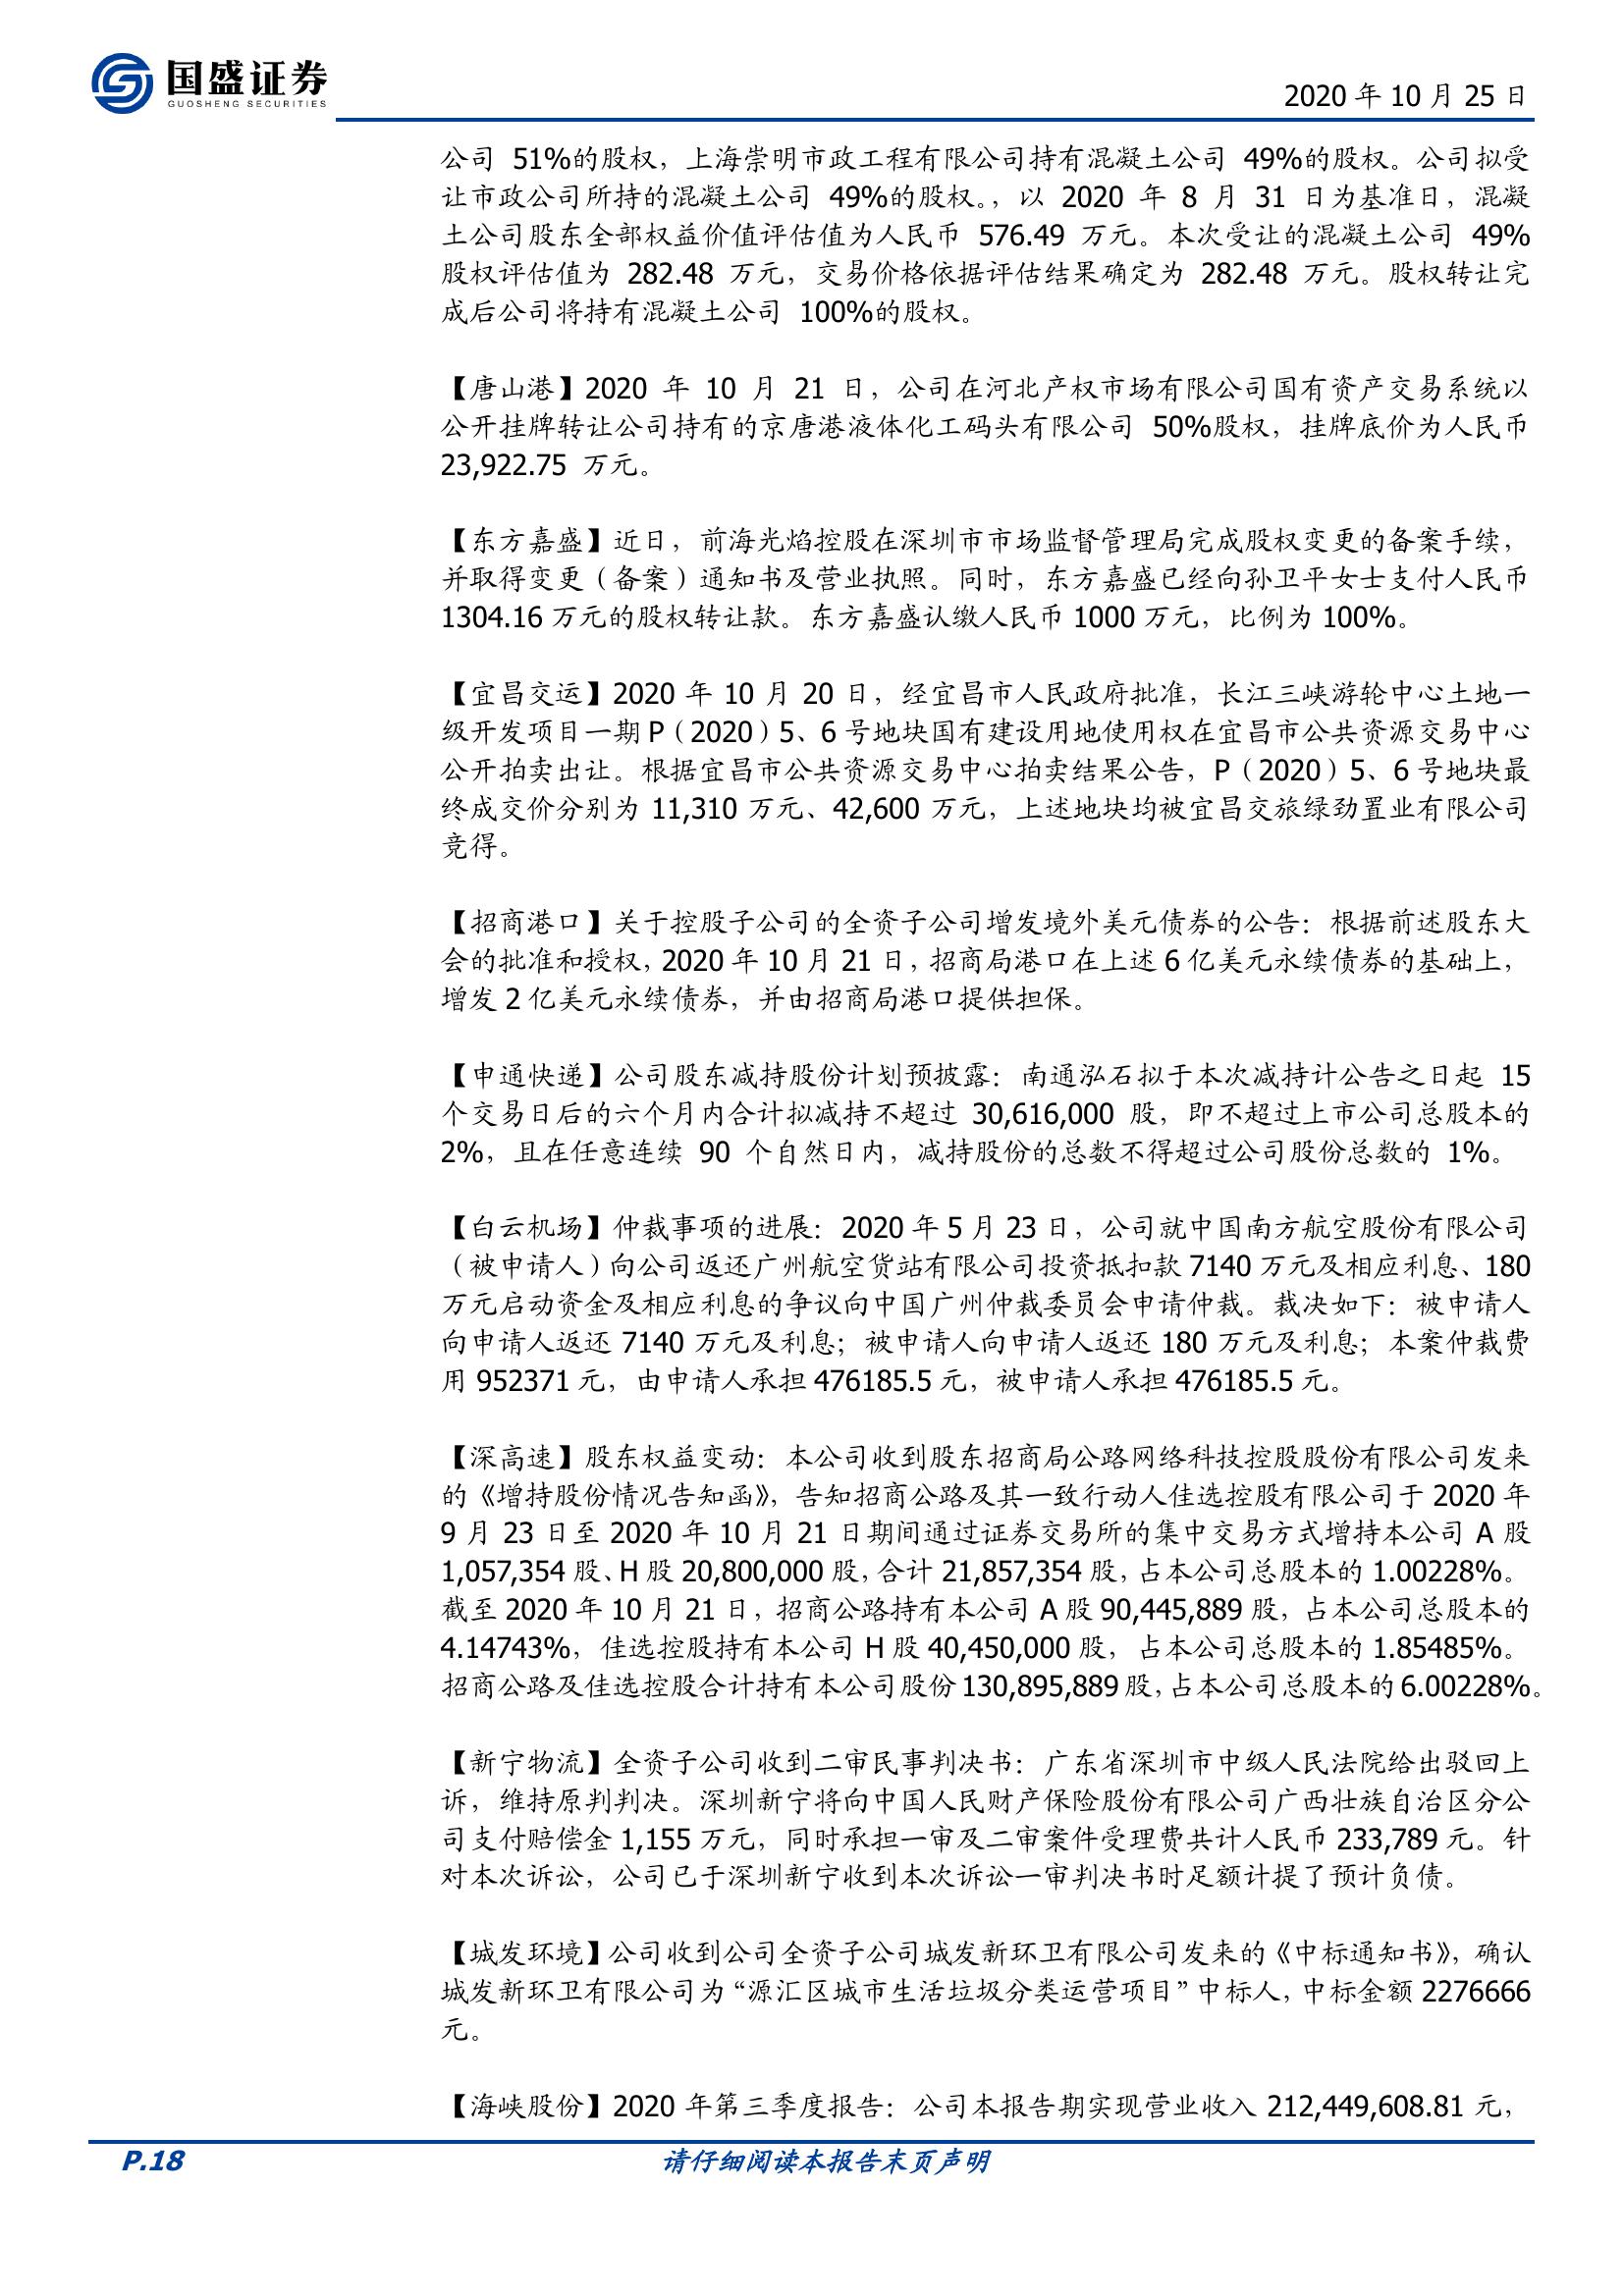 国盛证券
GUOSHENG SECURITIES
2020 年 10 月 25 日
公司 51%的股权，上海崇明市政工程有限公司持有混凝土公司 49%的股权。公司拟受
让市政公司所持的混凝土公司 49%的股权。，以 2020 年 8 月 31 日为基准日，混凝
土公司股东全部权益价值评估值为人民币 576.49 万元。本次受让的混凝土公司 49%
股权评估值为 282.48 万元，交易价格依据评估结果确定为 282.48 万元。股权转让完
成后公司将持有混凝土公司 100%的股权。
【唐山港】2020 年 10 月 21 日，公司在河北产权市场有限公司国有资产交易系统以
公开挂牌转让公司持有的京唐港液体化工码头有限公司 50%股权，挂牌底价为人民币
23,922.75 万元。
【东方嘉盛】近日，前海光焰控股在深圳市市场监督管理局完成股权变更的备案手续，
并取得变更（备案）通知书及营业执照。同时，东方嘉盛已经向孙卫平女士支付人民币
1304.16 万元的股权转让款。东方嘉盛认缴人民币 1000 万元，比例为 100%。
【宜昌交运】2020 年 10 月 20 日，经宜昌市人民政府批准，长江三峡游轮中心土地一
级开发项目一期 P（2020）5、6 号地块国有建设用地使用权在宜昌市公共资源交易中心
公开拍卖出让。根据宜昌市公共资源交易中心拍卖结果公告，P（2020）5、6 号地块最
终成交价分别为 11,310 万元、42,600 万元，上述地块均被宜昌交旅绿劲置业有限公司
竞得。
【招商港口】关于控股子公司的全资子公司增发境外美元债券的公告：根据前述股东大
会的批准和授权，2020 年 10 月 21 日，招商局港口在上述 6 亿美元永续债券的基础上，
增发 2 亿美元永续债券，并由招商局港口提供担保。
【申通快递】公司股东减持股份计划预披露：南通泓石拟于本次减持计公告之日起 15
个交易日后的六个月内合计拟减持不超过 30,616,000 股，即不超过上市公司总股本的
2%，且在任意连续 90 个自然日内，减持股份的总数不得超过公司股份总数的 1%。
【白云机场】仲裁事项的进展：2020 年 5 月 23 日，公司就中国南方航空股份有限公司
（被申请人）向公司返还广州航空货站有限公司投资抵扣款 7140 万元及相应利息、180
万元启动资金及相应利息的争议向中国广州仲裁委员会申请仲裁。裁决如下：被申请人
向申请人返还 7140 万元及利息；被申请人向申请人返还 180 万元及利息；本案仲裁费
用 952371 元，由申请人承担 476185.5 元，被申请人承担 476185.5 元。
【深高速】股东权益变动：本公司收到股东招商局公路网络科技控股股份有限公司发来
的《增持股份情况告知函》，告知招商公路及其一致行动人佳选控股有限公司于 2020 年
9 月 23 日至 2020 年 10 月 21 日期间通过证券交易所的集中交易方式增持本公司 A 股
1,057,354 股、H 股 20,800,000 股，合计 21,857,354 股，占本公司总股本的 1.00228%。
截至 2020 年 10 月 21 日，招商公路持有本公司 A 股 90,445,889 股，占本公司总股本的
4.14743%，佳选控股持有本公司 H 股 40,450,000 股，占本公司总股本的 1.85485%。
招商公路及佳选控股合计持有本公司股份 130,895,889 股，占本公司总股本的 6.00228%。
【新宁物流】全资子公司收到二审民事判决书：广东省深圳市中级人民法院给出驳回上
诉，维持原判判决。深圳新宁将向中国人民财产保险股份有限公司广西壮族自治区分公
司支付赔偿金 1,155 万元，同时承担一审及二审案件受理费共计人民币 233,789 元。针
对本次诉讼，公司已于深圳新宁收到本次诉讼一审判决书时足额计提了预计负债。
【城发环境】公司收到公司全资子公司城发新环卫有限公司发来的《中标通知书》，确认
城发新环卫有限公司为“源汇区城市生活垃圾分类运营项目”中标人，中标金额 2276666
元。
【海峡股份】2020 年第三季度报告：公司本报告期实现营业收入 212,449,608.81 元，
P.18
请仔细阅读本报告末页声明